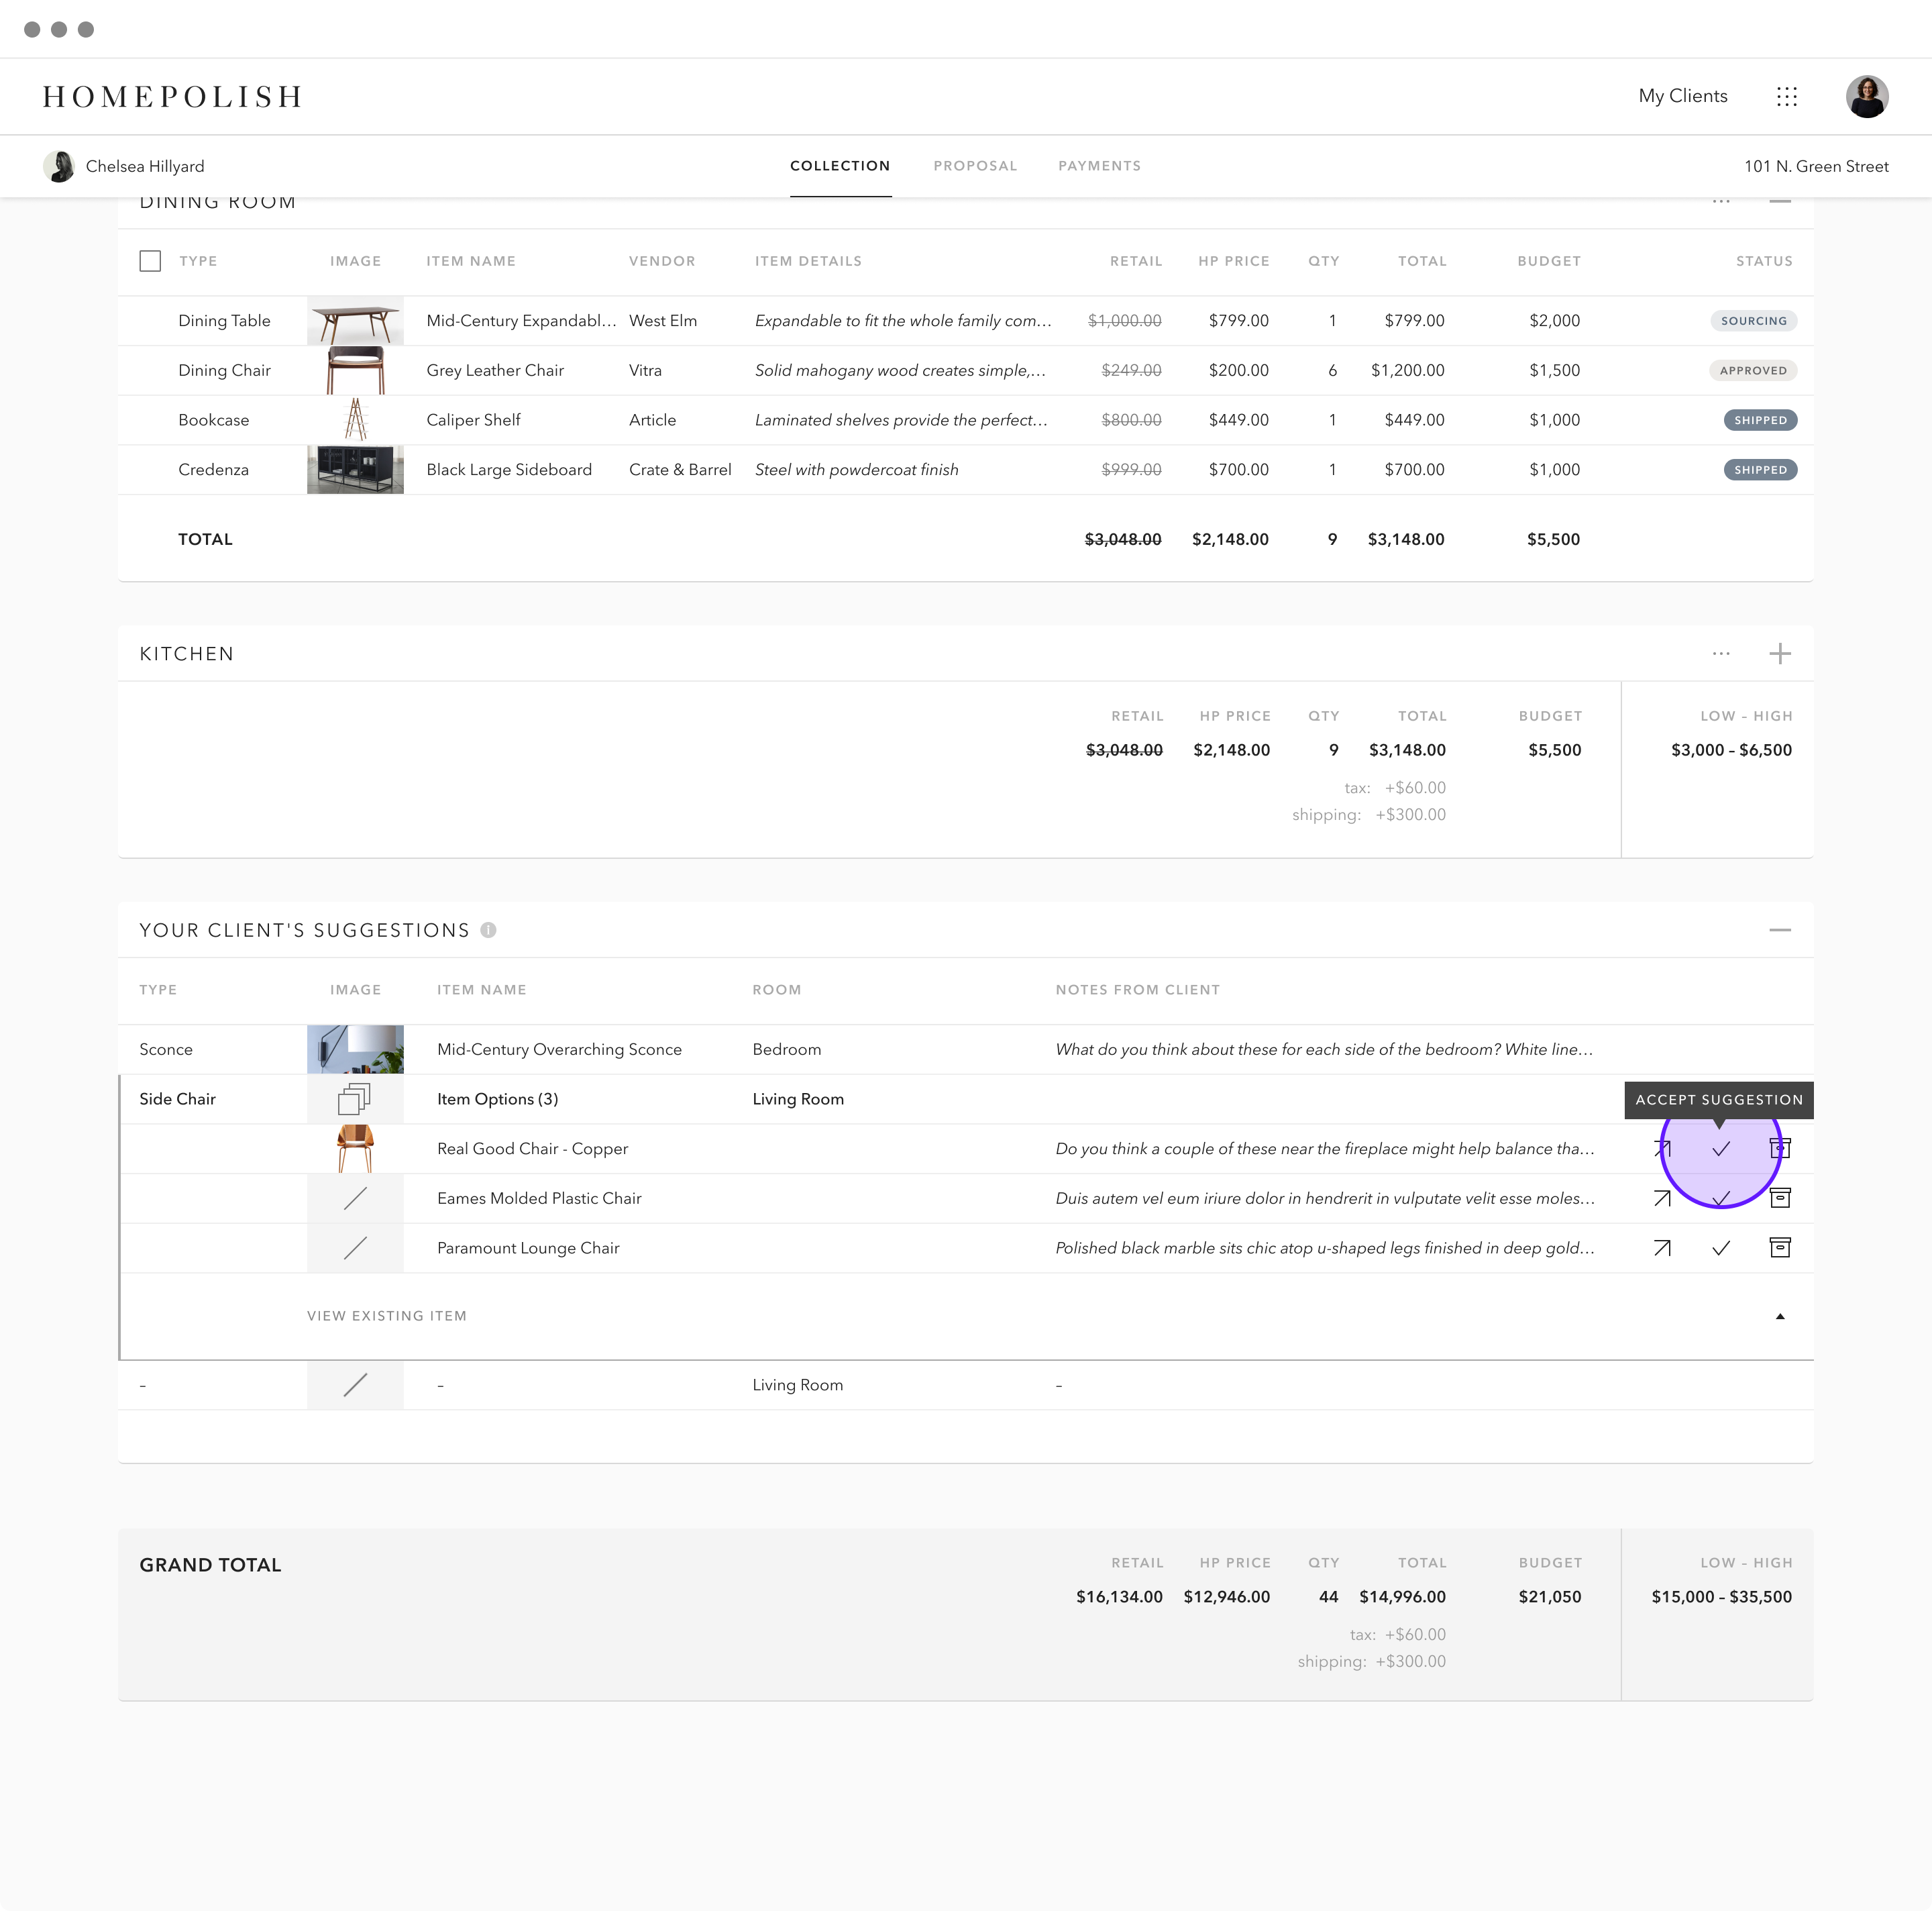 HOMEPOLISH
My Clients
Chelsea Hillyard
COLLECTION PROPOSAL PAYMENTS
101 N. Green Street
DINING ROOM
TYPE IMAGE ITEM NAME VENDOR ITEM DETAILS RETAIL HP PRICE QTY TOTAL BUDGET STATUS
Dining Table Mid-Century Expandabl... West Elm Expandable to fit the whole family com... $1,000.00 $799.00 1 $799.00 $2,000 SOURCING
Dining Chair Grey Leather Chair Vitra Solid mahogany wood creates simple,... $249.00 $200.00 6 $1,200.00 $1,500 APPROVED
Bookcase Caliper Shelf Article Laminated shelves provide the perfect... $800.00 $449.00 1 $449.00 $1,000 SHIPPED
Credenza Black Large Sideboard Crate & Barrel Steel with powdercoat finish $999.00 $700.00 1 $700.00 $1,000 SHIPPED
TOTAL $3,048.00 $2,148.00 9 $3,148.00 $5,500
KITCHEN
RETAIL HP PRICE QTY TOTAL BUDGET LOW – HIGH
$3,048.00 $2,148.00 9 $3,148.00 $5,500 $3,000 – $6,500
tax: +$60.00
shipping: +$300.00
YOUR CLIENT'S SUGGESTIONS i
TYPE IMAGE ITEM NAME ROOM NOTES FROM CLIENT
Sconce Mid-Century Overarching Sconce Bedroom What do you think about these for each side of the bedroom? White line...
Side Chair Item Options (3) Living Room ACCEPT SUGGESTION
Real Good Chair - Copper Do you think a couple of these near the fireplace might help balance tha...
Eames Molded Plastic Chair Duis autem vel eum iriure dolor in hendrerit in vulputate velit esse moles...
Paramount Lounge Chair Polished black marble sits chic atop u-shaped legs finished in deep gold...
VIEW EXISTING ITEM
– – Living Room –
GRAND TOTAL
RETAIL HP PRICE QTY TOTAL BUDGET LOW – HIGH
$16,134.00 $12,946.00 44 $14,996.00 $21,050 $15,000 – $35,500
tax: +$60.00
shipping: +$300.00